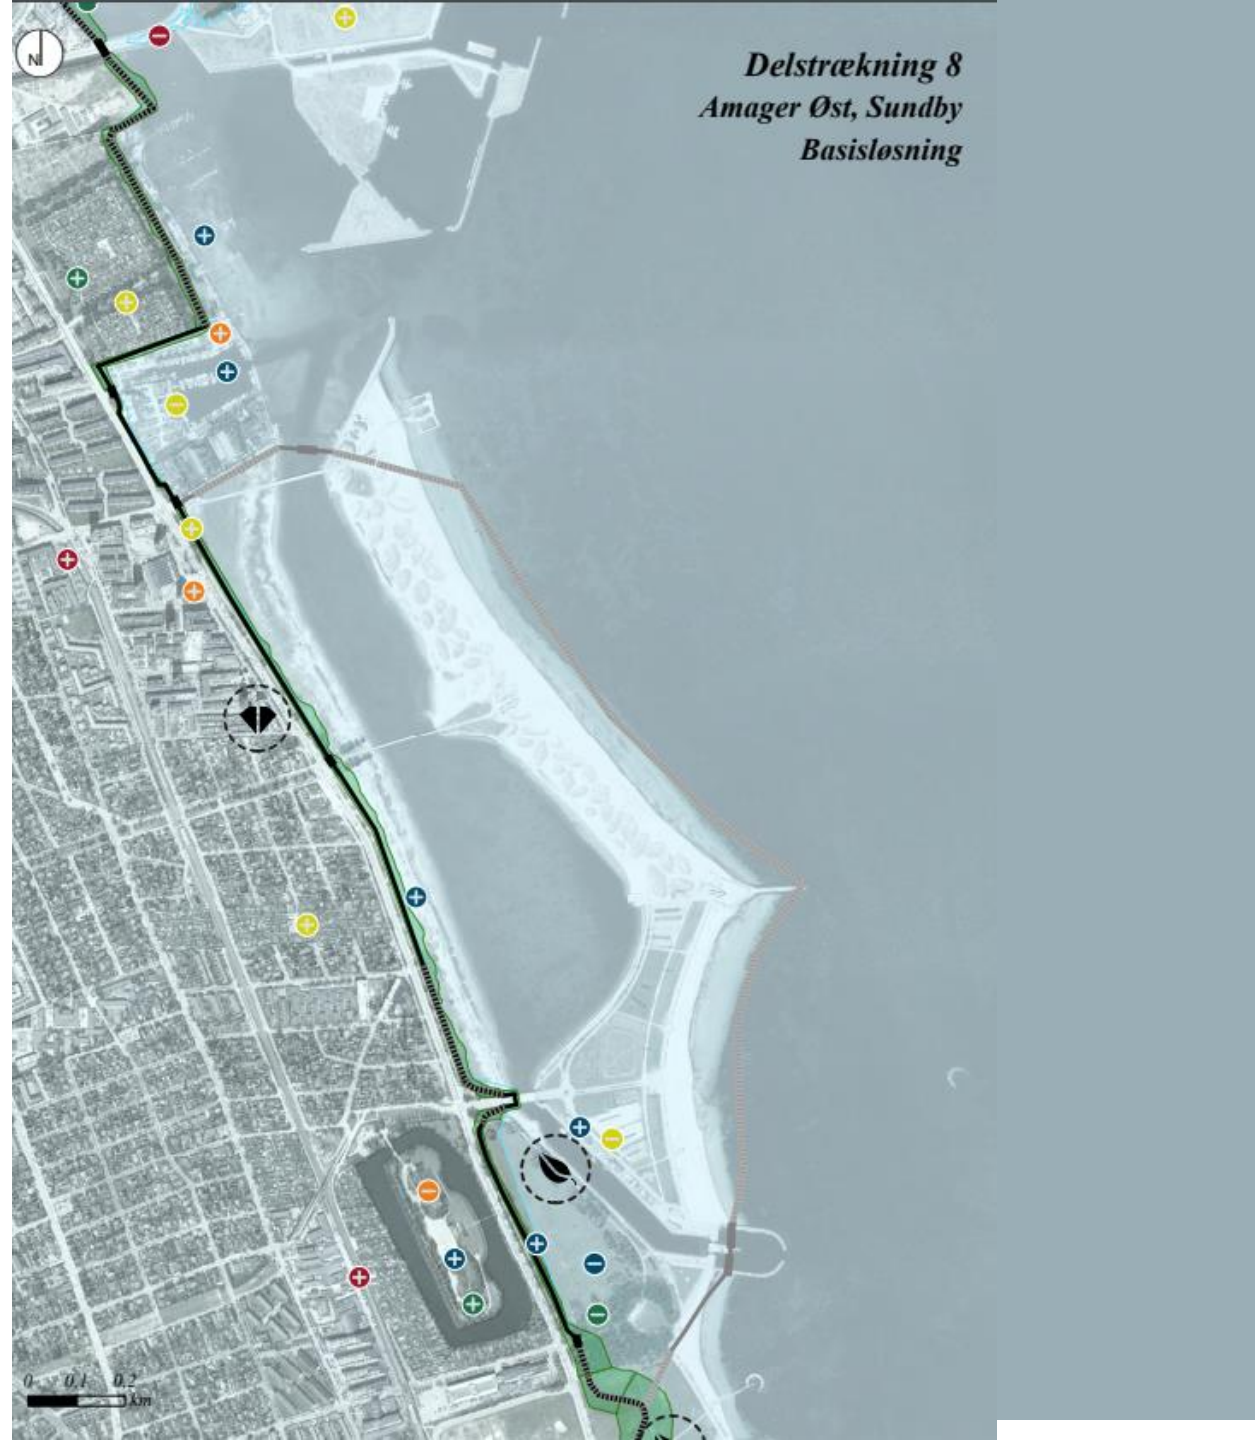 N
Delstrækning 8
Amager Øst, Sundby
Basisløsning
0 0,1 0,2
km